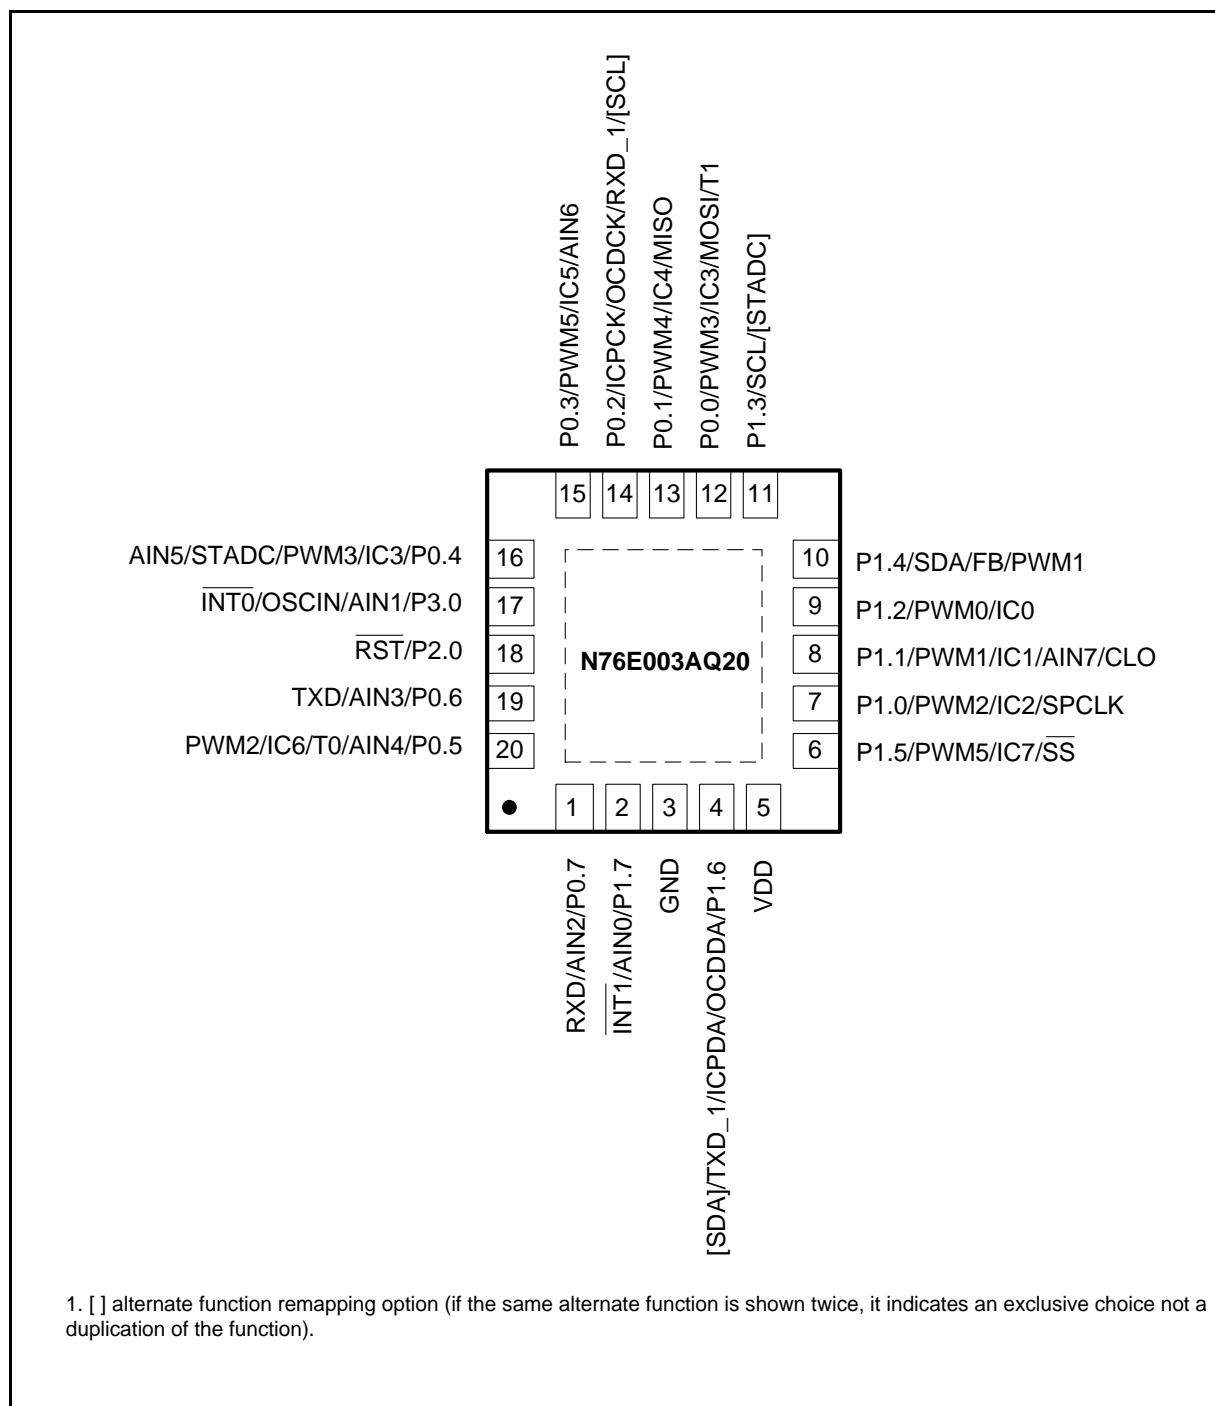 P0.3/PWM5/IC5/AIN6
P0.2/ICPCK/OCDCK/RXD_1/[SCL]
P0.1/PWM4/IC4/MISO
P0.0/PWM3/IC3/MOSI/T1
P1.3/SCL/[STADC]
15 14 13 12 11
AIN5/STADC/PWM3/IC3/P0.4 16
10 P1.4/SDA/FB/PWM1
I̅N̅T̅0̅/OSCIN/AIN1/P3.0 17
9 P1.2/PWM0/IC0
R̅S̅T̅/P2.0 18
N76E003AQ20
8 P1.1/PWM1/IC1/AIN7/CLO
TXD/AIN3/P0.6 19
7 P1.0/PWM2/IC2/SPCLK
PWM2/IC6/T0/AIN4/P0.5 20
6 P1.5/PWM5/IC7/S̅S̅
1 2 3 4 5
RXD/AIN2/P0.7
I̅N̅T̅1̅/AIN0/P1.7
GND
[SDA]/TXD_1/ICPDA/OCDDA/P1.6
VDD
1. [ ] alternate function remapping option (if the same alternate function is shown twice, it indicates an exclusive choice not a
duplication of the function).